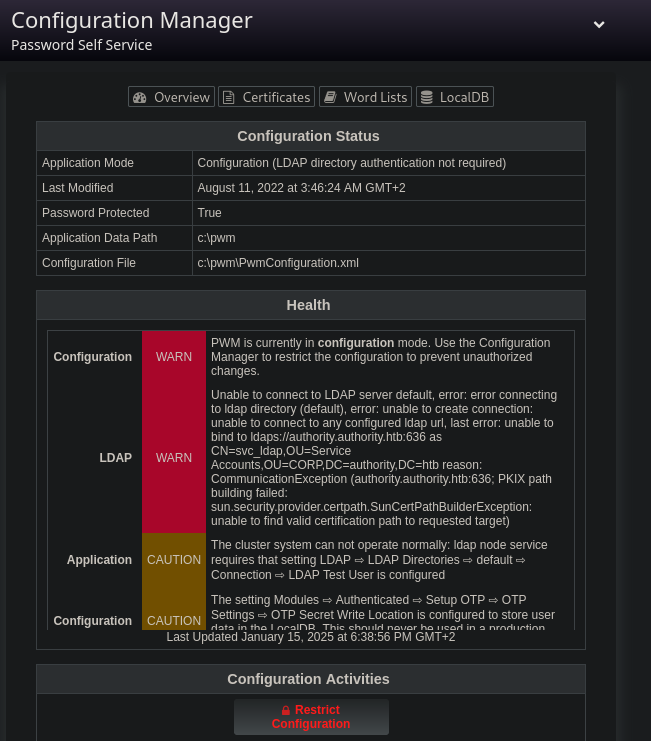 Configuration Manager
Password Self Service
Overview Certificates Word Lists LocalDB
Configuration Status
Application Mode Configuration (LDAP directory authentication not required)
Last Modified August 11, 2022 at 3:46:24 AM GMT+2
Password Protected True
Application Data Path c:\pwm
Configuration File c:\pwm\PwmConfiguration.xml
Health
PWM is currently in configuration mode. Use the Configuration
Configuration WARN Manager to restrict the configuration to prevent unauthorized
changes.
Unable to connect to LDAP server default, error: error connecting
to ldap directory (default), error: unable to create connection:
unable to connect to any configured ldap url, last error: unable to
bind to ldaps://authority.authority.htb:636 as
CN=svc_ldap,OU=Service
LDAP WARN Accounts,OU=CORP,DC=authority,DC=htb reason:
CommunicationException (authority.authority.htb:636; PKIX path
building failed:
sun.security.provider.certpath.SunCertPathBuilderException:
unable to find valid certification path to requested target)
The cluster system can not operate normally: ldap node service
Application CAUTION requires that setting LDAP ⇨ LDAP Directories ⇨ default ⇨
Connection ⇨ LDAP Test User is configured
The setting Modules ⇨ Authenticated ⇨ Setup OTP ⇨ OTP
Configuration CAUTION Settings ⇨ OTP Secret Write Location is configured to store user
data in the LocalDB. This should never be used in a production
Last Updated January 15, 2025 at 6:38:56 PM GMT+2
Configuration Activities
Restrict
Configuration